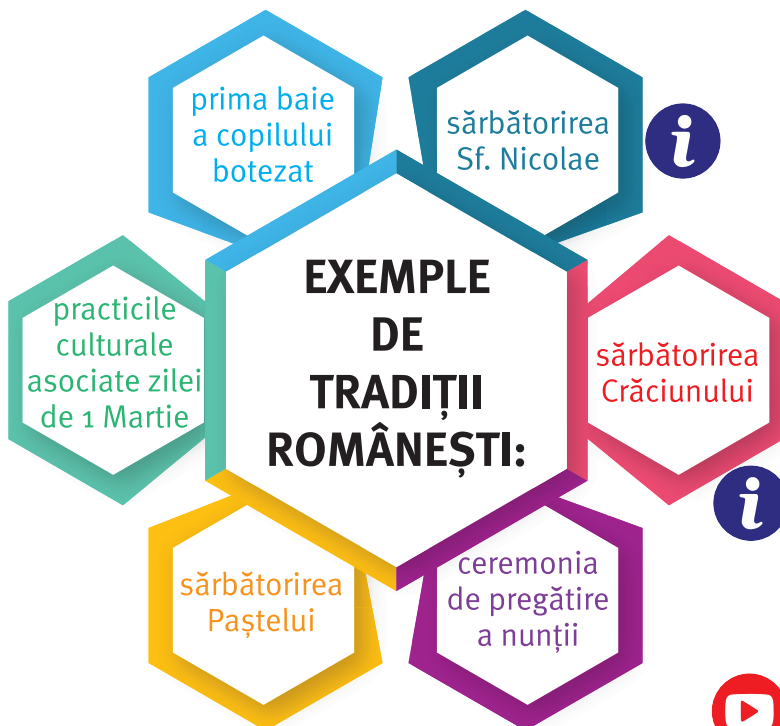 prima baie
a copilului
botezat
sărbătorirea
Sf. Nicolae
i
EXEMPLE
DE
TRADIȚII
ROMÂNEȘTI:
practicile
culturale
asociate zilei
de 1 Martie
sărbătorirea
Crăciunului
i
sărbătorirea
Paștelui
ceremonia
de pregătire
a nunții